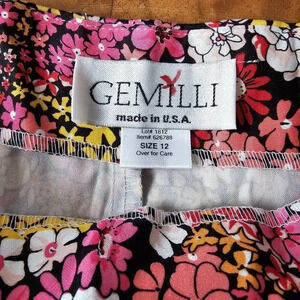 GEMILLI
made in U.S.A.
Lot# 1612
Item# 626788
SIZE 12
Over for Care